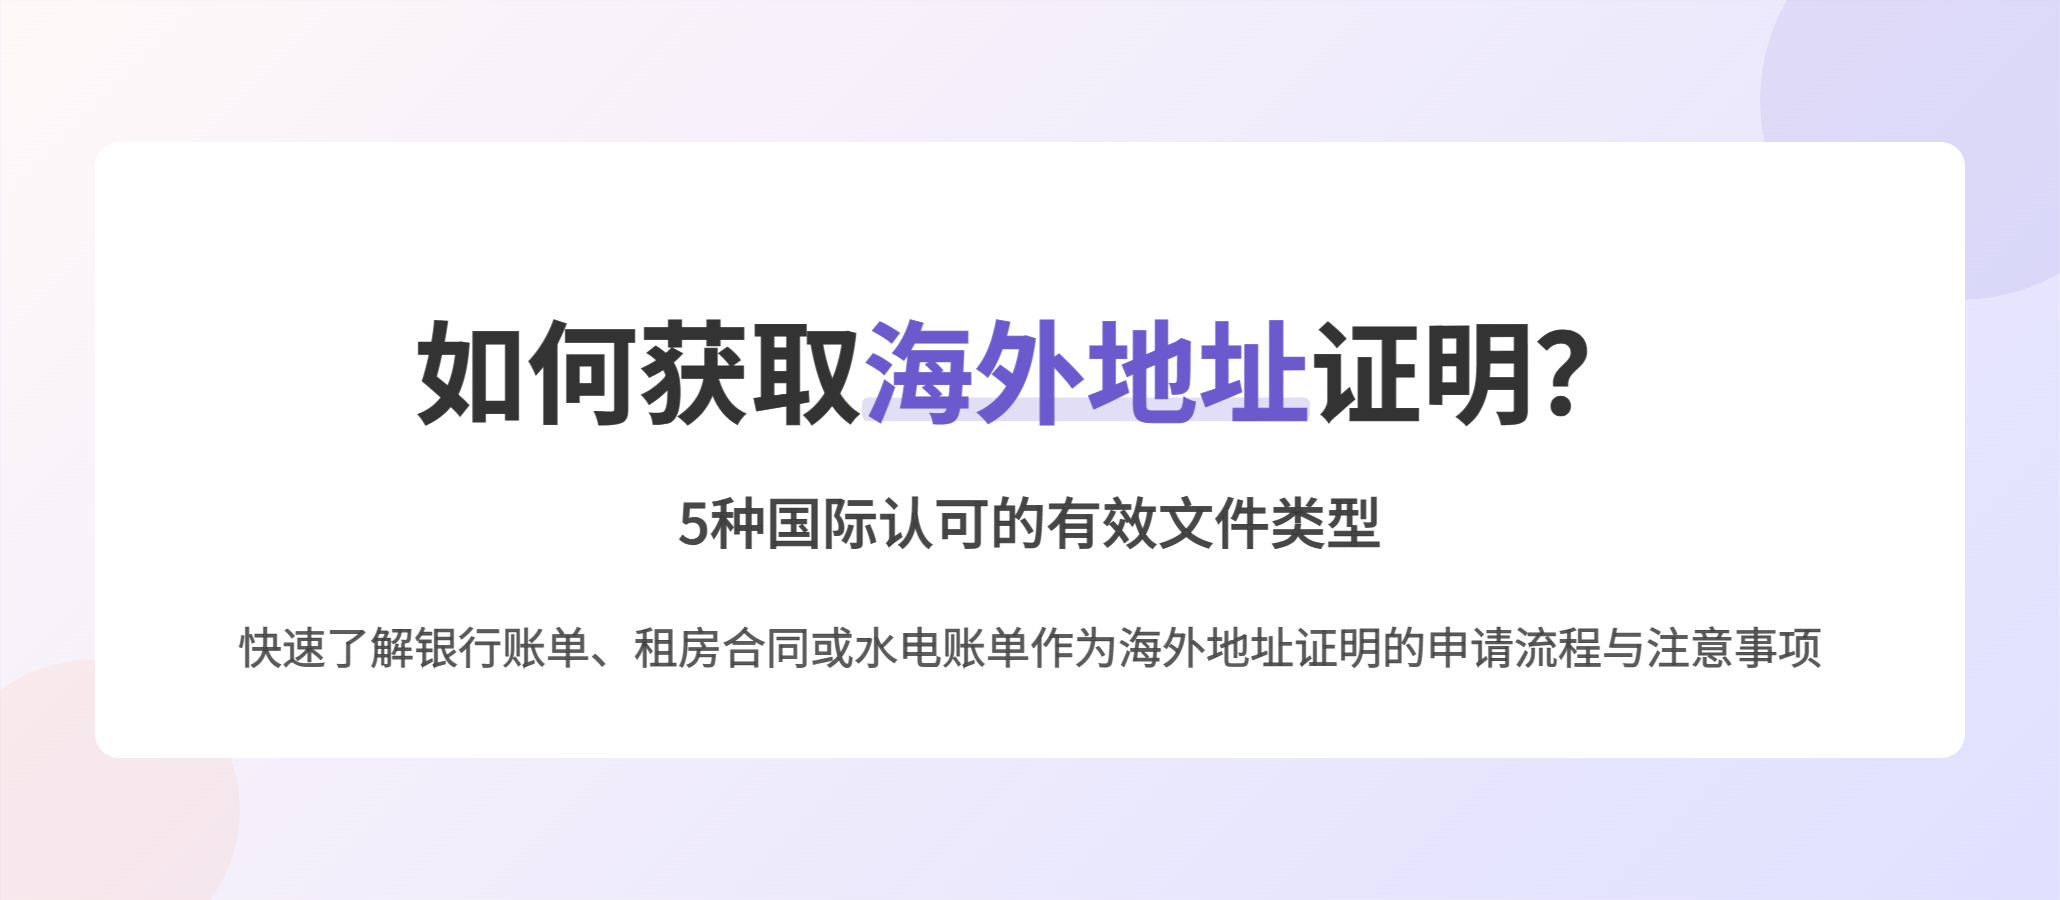 如何获取海外地址证明？
5种国际认可的有效文件类型
快速了解银行账单、租房合同或水电账单作为海外地址证明的申请流程与注意事项